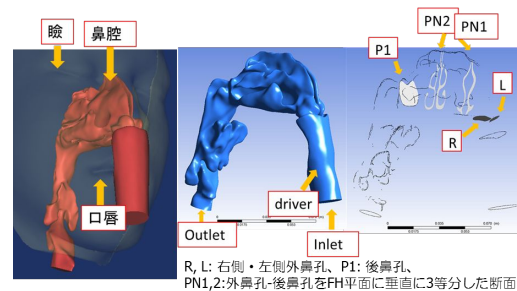 瞼
鼻腔
口唇
Outlet
driver
Inlet
P1
PN2
PN1
L
R
R, L: 右側・左側外鼻孔、P1: 後鼻孔、
PN1,2:外鼻孔-後鼻孔をFH平面に垂直に3等分した断面